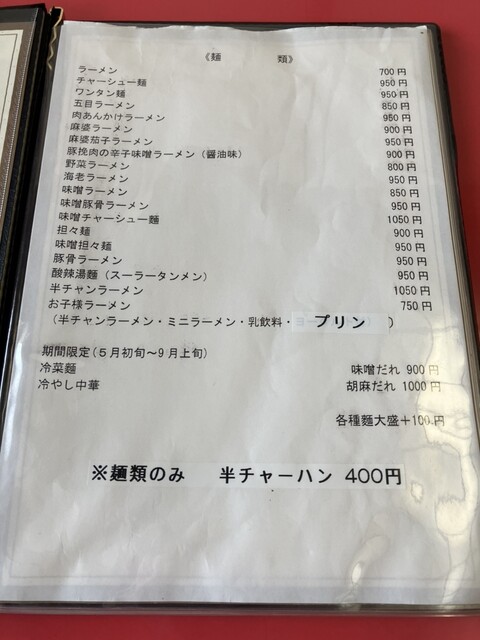 《麺　類》
ラーメン 700円
チャーシュー麺 950円
ワンタン麺 950円
五目ラーメン 850円
肉あんかけラーメン 950円
麻婆ラーメン 900円
麻婆茄子ラーメン 950円
豚挽肉の辛子味噌ラーメン（醤油味） 900円
野菜ラーメン 800円
海老ラーメン 950円
味噌ラーメン 850円
味噌豚骨ラーメン 950円
味噌チャーシュー麺 1050円
担々麺 900円
味噌担々麺 950円
豚骨ラーメン 950円
酸辣湯麺（スーラータンメン） 950円
半チャンラーメン 1050円
お子様ラーメン 750円
（半チャンラーメン・ミニラーメン・乳飲料・プリン）
期間限定（５月初旬～９月上旬）
冷菜麺 味噌だれ 900円
冷やし中華 胡麻だれ 1000円
各種麺大盛＋100円
※麺類のみ 半チャーハン 400円